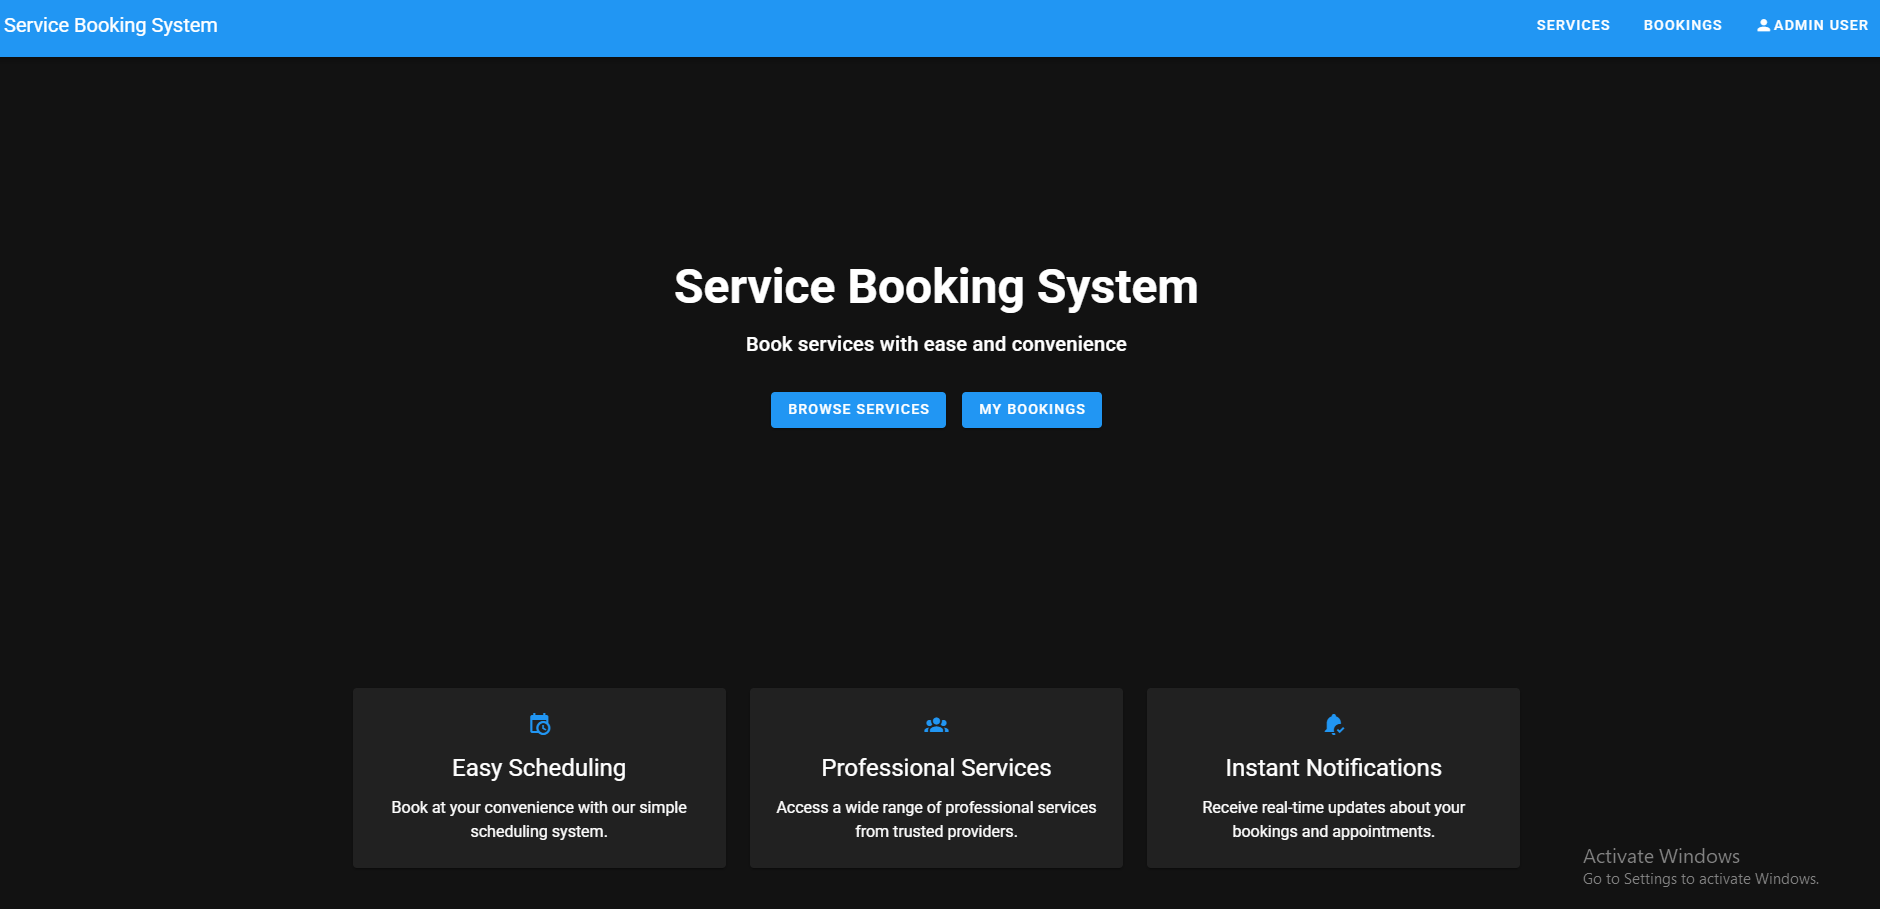 Service Booking System
SERVICES
BOOKINGS
ADMIN USER
Service Booking System
Book services with ease and convenience
BROWSE SERVICES
MY BOOKINGS
Easy Scheduling
Book at your convenience with our simple
scheduling system.
Professional Services
Access a wide range of professional services
from trusted providers.
Instant Notifications
Receive real-time updates about your
bookings and appointments.
Activate Windows
Go to Settings to activate Windows.